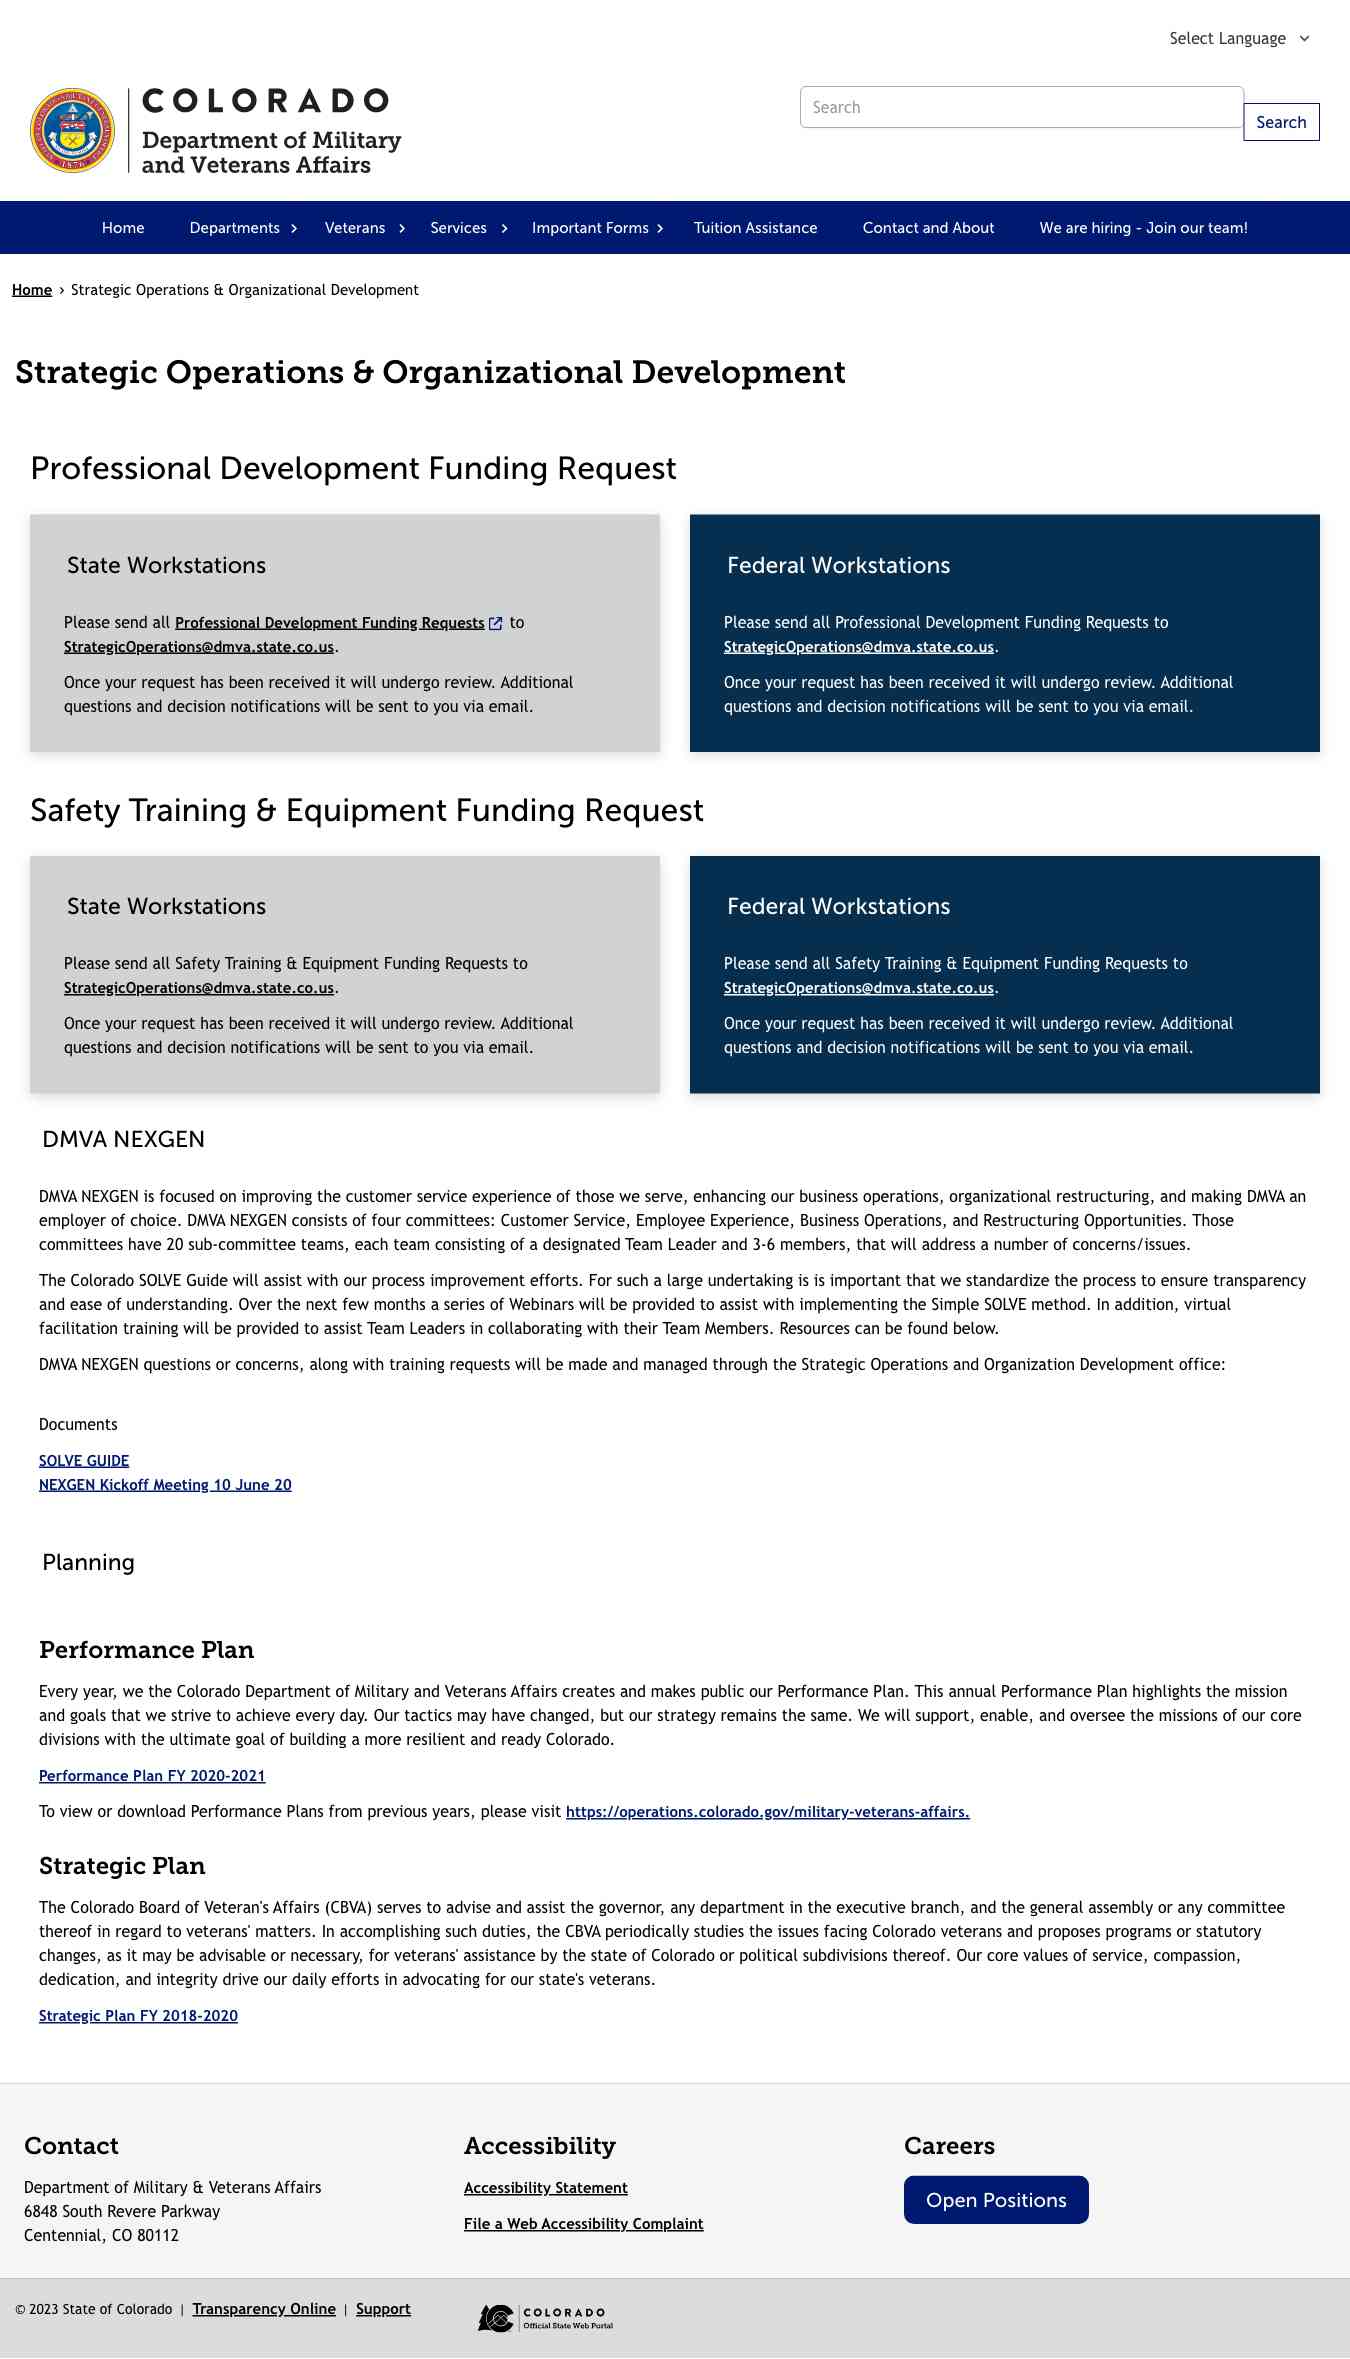 Select Language
COLORADO
Department of Military
and Veterans Affairs
Search
Search
Home
Departments
Veterans
Services
Important Forms
Tuition Assistance
Contact and About
We are hiring - Join our team!
Home › Strategic Operations & Organizational Development
Strategic Operations & Organizational Development
Professional Development Funding Request
State Workstations
Please send all Professional Development Funding Requests to
StrategicOperations@dmva.state.co.us.
Once your request has been received it will undergo review. Additional
questions and decision notifications will be sent to you via email.
Federal Workstations
Please send all Professional Development Funding Requests to
StrategicOperations@dmva.state.co.us.
Once your request has been received it will undergo review. Additional
questions and decision notifications will be sent to you via email.
Safety Training & Equipment Funding Request
State Workstations
Please send all Safety Training & Equipment Funding Requests to
StrategicOperations@dmva.state.co.us.
Once your request has been received it will undergo review. Additional
questions and decision notifications will be sent to you via email.
Federal Workstations
Please send all Safety Training & Equipment Funding Requests to
StrategicOperations@dmva.state.co.us.
Once your request has been received it will undergo review. Additional
questions and decision notifications will be sent to you via email.
DMVA NEXGEN
DMVA NEXGEN is focused on improving the customer service experience of those we serve, enhancing our business operations, organizational restructuring, and making DMVA an
employer of choice. DMVA NEXGEN consists of four committees: Customer Service, Employee Experience, Business Operations, and Restructuring Opportunities. Those
committees have 20 sub-committee teams, each team consisting of a designated Team Leader and 3-6 members, that will address a number of concerns/issues.
The Colorado SOLVE Guide will assist with our process improvement efforts. For such a large undertaking is is important that we standardize the process to ensure transparency
and ease of understanding. Over the next few months a series of Webinars will be provided to assist with implementing the Simple SOLVE method. In addition, virtual
facilitation training will be provided to assist Team Leaders in collaborating with their Team Members. Resources can be found below.
DMVA NEXGEN questions or concerns, along with training requests will be made and managed through the Strategic Operations and Organization Development office:
Documents
SOLVE GUIDE
NEXGEN Kickoff Meeting 10 June 20
Planning
Performance Plan
Every year, we the Colorado Department of Military and Veterans Affairs creates and makes public our Performance Plan. This annual Performance Plan highlights the mission
and goals that we strive to achieve every day. Our tactics may have changed, but our strategy remains the same. We will support, enable, and oversee the missions of our core
divisions with the ultimate goal of building a more resilient and ready Colorado.
Performance Plan FY 2020-2021
To view or download Performance Plans from previous years, please visit https://operations.colorado.gov/military-veterans-affairs.
Strategic Plan
The Colorado Board of Veteran's Affairs (CBVA) serves to advise and assist the governor, any department in the executive branch, and the general assembly or any committee
thereof in regard to veterans' matters. In accomplishing such duties, the CBVA periodically studies the issues facing Colorado veterans and proposes programs or statutory
changes, as it may be advisable or necessary, for veterans' assistance by the state of Colorado or political subdivisions thereof. Our core values of service, compassion,
dedication, and integrity drive our daily efforts in advocating for our state's veterans.
Strategic Plan FY 2018-2020
Contact
Department of Military & Veterans Affairs
6848 South Revere Parkway
Centennial, CO 80112
Accessibility
Accessibility Statement
File a Web Accessibility Complaint
Careers
Open Positions
© 2023 State of Colorado | Transparency Online | Support
COLORADO
Official State Web Portal